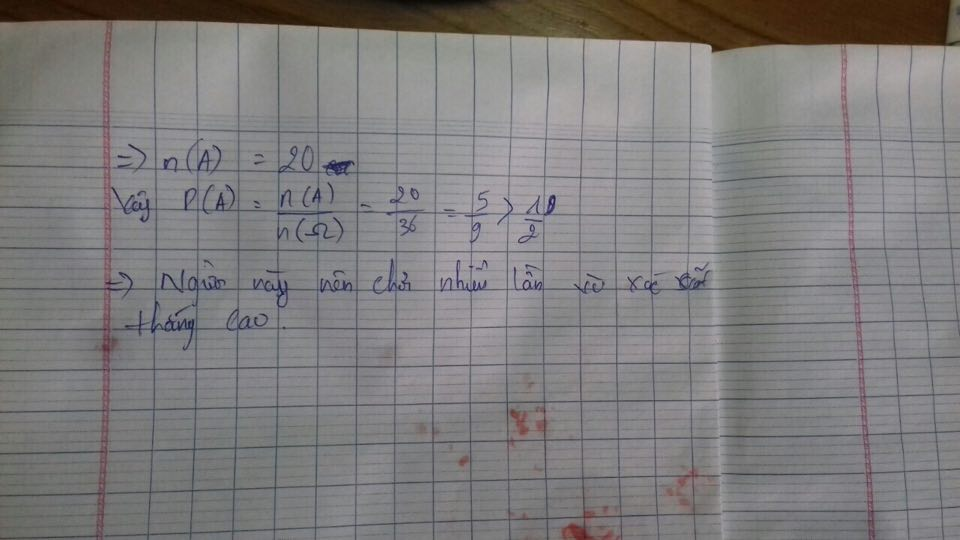 => n(A) = 20
Vậy P(A) = n(A)/n(Ω) = 20/36 = 5/9 > 1/2
=> Người này nên chơi nhiều lần vì xác suất
thắng cao.